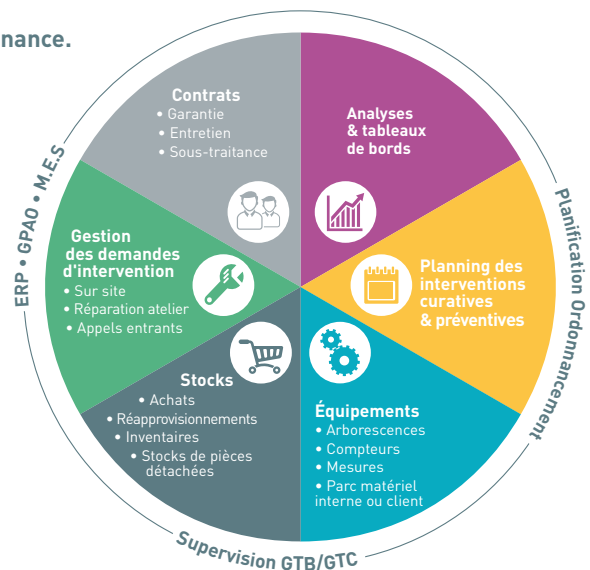 nance.
Contrats
• Garantie
• Entretien
• Sous-traitance
Analyses
& tableaux
de bords
Planning des
interventions
curatives
& préventives
Équipements
• Arborescences
• Compteurs
• Mesures
• Parc matériel
interne ou client
Stocks
• Achats
• Réapprovisionnements
• Inventaires
• Stocks de pièces
détachées
Gestion
des demandes
d'intervention
• Sur site
• Réparation atelier
• Appels entrants
ERP • GPAO • M.E.S
Planification Ordonnancement
Supervision GTB/GTC